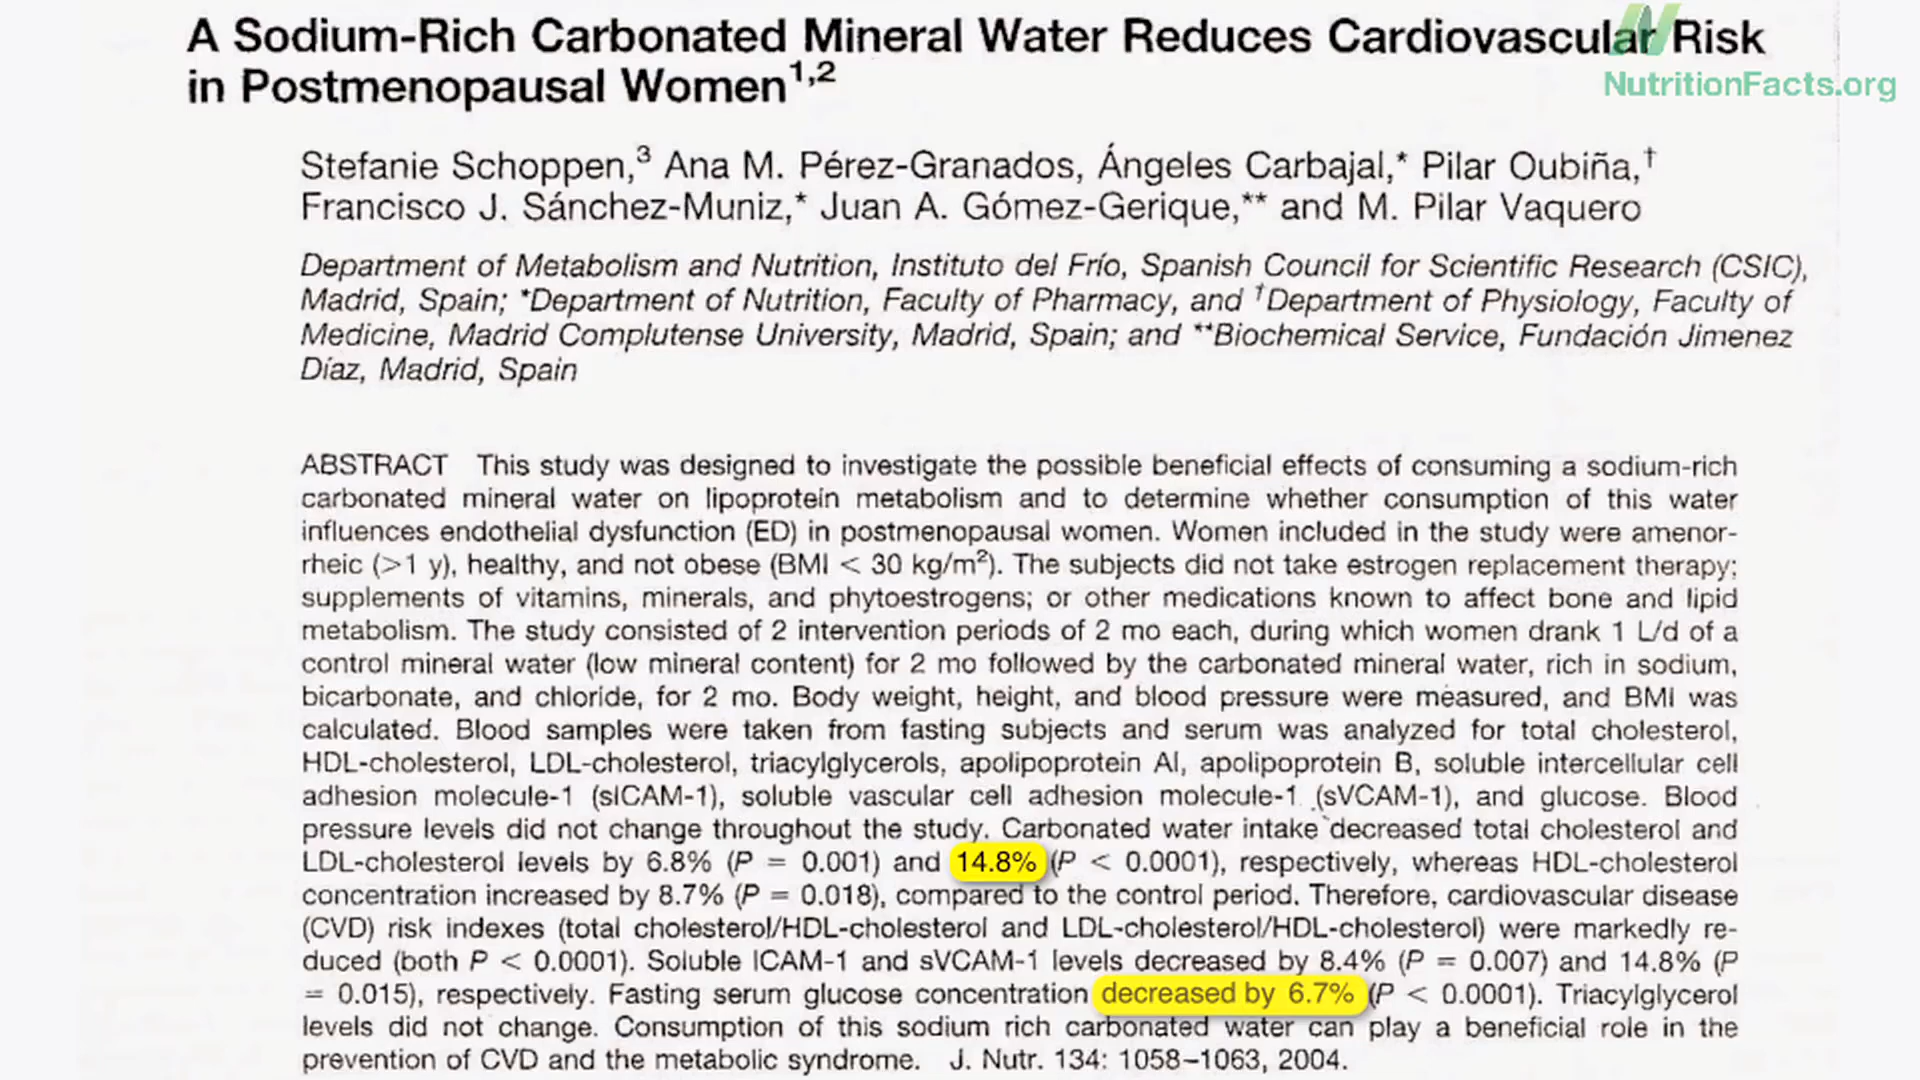 A Sodium-Rich Carbonated Mineral Water Reduces Cardiovascular Risk
in Postmenopausal Women1,2
NutritionFacts.org
Stefanie Schoppen,3 Ana M. Pérez-Granados, Ángeles Carbajal,* Pilar Oubiña,†
Francisco J. Sánchez-Muniz,* Juan A. Gómez-Gerique,** and M. Pilar Vaquero
Department of Metabolism and Nutrition, Instituto del Frío, Spanish Council for Scientific Research (CSIC),
Madrid, Spain; *Department of Nutrition, Faculty of Pharmacy, and †Department of Physiology, Faculty of
Medicine, Madrid Complutense University, Madrid, Spain; and **Biochemical Service, Fundación Jimenez
Díaz, Madrid, Spain
ABSTRACT This study was designed to investigate the possible beneficial effects of consuming a sodium-rich
carbonated mineral water on lipoprotein metabolism and to determine whether consumption of this water
influences endothelial dysfunction (ED) in postmenopausal women. Women included in the study were amenor-
rheic (>1 y), healthy, and not obese (BMI < 30 kg/m2). The subjects did not take estrogen replacement therapy;
supplements of vitamins, minerals, and phytoestrogens; or other medications known to affect bone and lipid
metabolism. The study consisted of 2 intervention periods of 2 mo each, during which women drank 1 L/d of a
control mineral water (low mineral content) for 2 mo followed by the carbonated mineral water, rich in sodium,
bicarbonate, and chloride, for 2 mo. Body weight, height, and blood pressure were measured, and BMI was
calculated. Blood samples were taken from fasting subjects and serum was analyzed for total cholesterol,
HDL-cholesterol, LDL-cholesterol, triacylglycerols, apolipoprotein AI, apolipoprotein B, soluble intercellular cell
adhesion molecule-1 (sICAM-1), soluble vascular cell adhesion molecule-1 (sVCAM-1), and glucose. Blood
pressure levels did not change throughout the study. Carbonated water intake decreased total cholesterol and
LDL-cholesterol levels by 6.8% (P = 0.001) and 14.8% (P < 0.0001), respectively, whereas HDL-cholesterol
concentration increased by 8.7% (P = 0.018), compared to the control period. Therefore, cardiovascular disease
(CVD) risk indexes (total cholesterol/HDL-cholesterol and LDL-cholesterol/HDL-cholesterol) were markedly re-
duced (both P < 0.0001). Soluble ICAM-1 and sVCAM-1 levels decreased by 8.4% (P = 0.007) and 14.8% (P
= 0.015), respectively. Fasting serum glucose concentration decreased by 6.7% (P < 0.0001). Triacylglycerol
levels did not change. Consumption of this sodium rich carbonated water can play a beneficial role in the
prevention of CVD and the metabolic syndrome. J. Nutr. 134: 1058–1063, 2004.